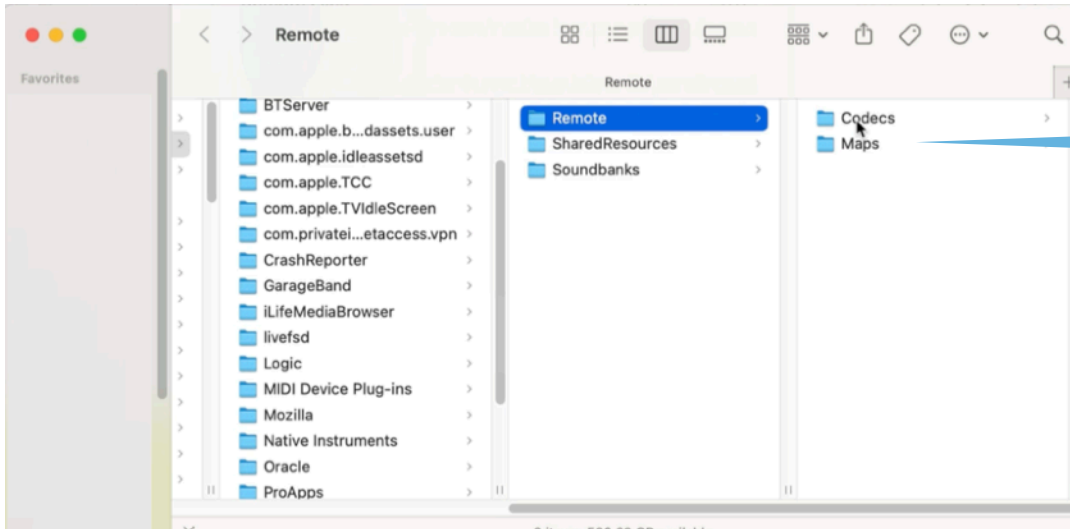 Remote
Favorites
Remote
BTServer
com.apple.b...dassets.user
com.apple.idleassetsd
com.apple.TCC
com.apple.TVIdleScreen
com.privatei...etaccess.vpn
CrashReporter
GarageBand
iLifeMediaBrowser
livefsd
Logic
MIDI Device Plug-ins
Mozilla
Native Instruments
Oracle
ProApps
Remote
SharedResources
Soundbanks
Codecs
Maps